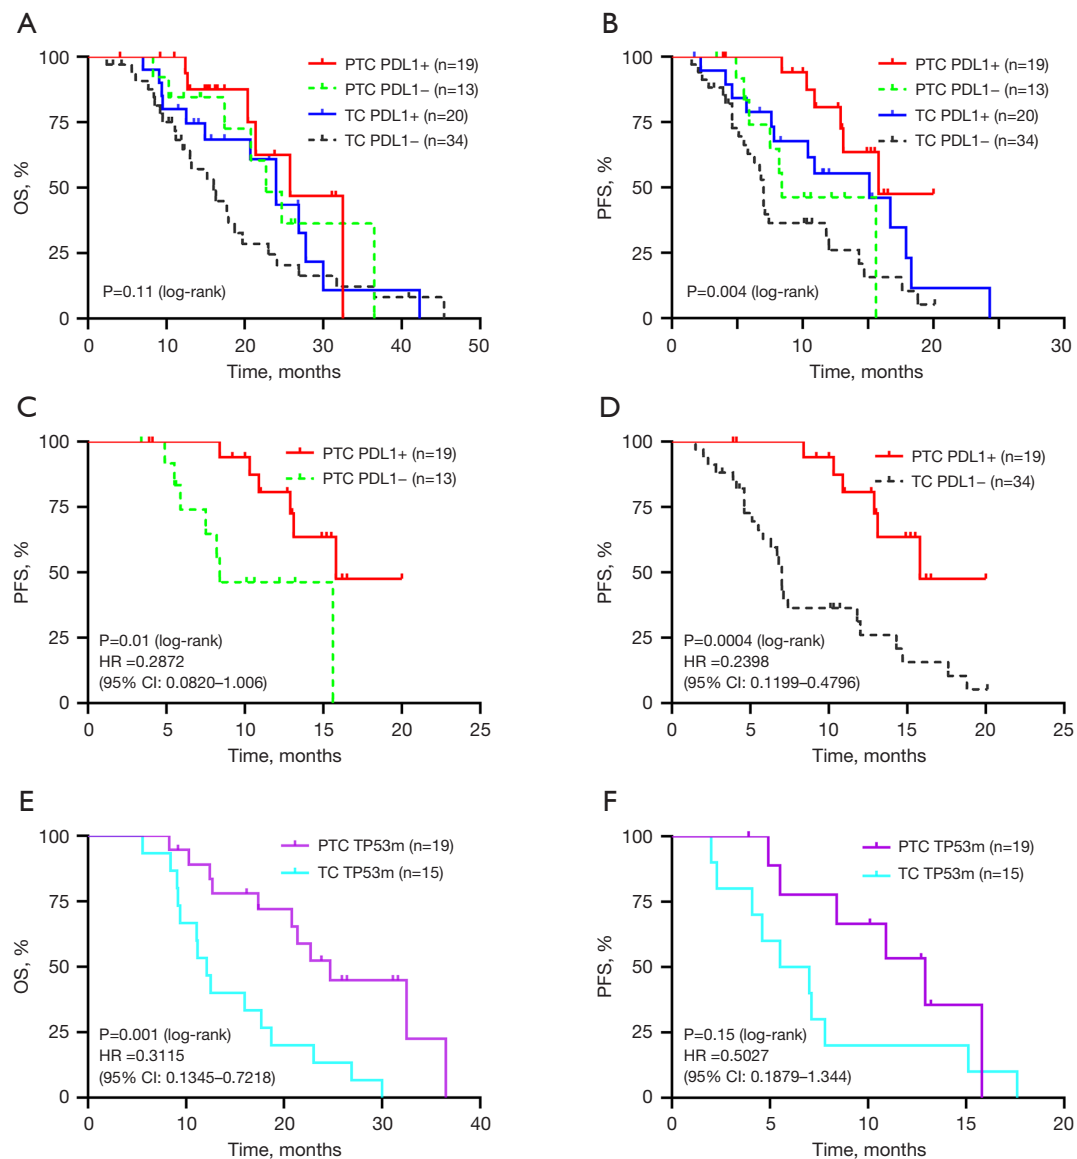 A
OS, %
100
75
50
25
0
PTC PDL1+ (n=19)
PTC PDL1− (n=13)
TC PDL1+ (n=20)
TC PDL1− (n=34)
P=0.11 (log-rank)
0 10 20 30 40 50
Time, months
B
PFS, %
100
75
50
25
0
PTC PDL1+ (n=19)
PTC PDL1− (n=13)
TC PDL1+ (n=20)
TC PDL1− (n=34)
P=0.004 (log-rank)
0 10 20 30
Time, months
C
PFS, %
100
75
50
25
0
PTC PDL1+ (n=19)
PTC PDL1− (n=13)
P=0.01 (log-rank)
HR =0.2872
(95% CI: 0.0820–1.006)
0 5 10 15 20 25
Time, months
D
PFS, %
100
75
50
25
0
PTC PDL1+ (n=19)
TC PDL1− (n=34)
P=0.0004 (log-rank)
HR =0.2398
(95% CI: 0.1199–0.4796)
0 5 10 15 20 25
Time, months
E
OS, %
100
75
50
25
0
PTC TP53m (n=19)
TC TP53m (n=15)
P=0.001 (log-rank)
HR =0.3115
(95% CI: 0.1345–0.7218)
0 10 20 30 40
Time, months
F
PFS, %
100
75
50
25
0
PTC TP53m (n=19)
TC TP53m (n=15)
P=0.15 (log-rank)
HR =0.5027
(95% CI: 0.1879–1.344)
0 5 10 15 20
Time, months